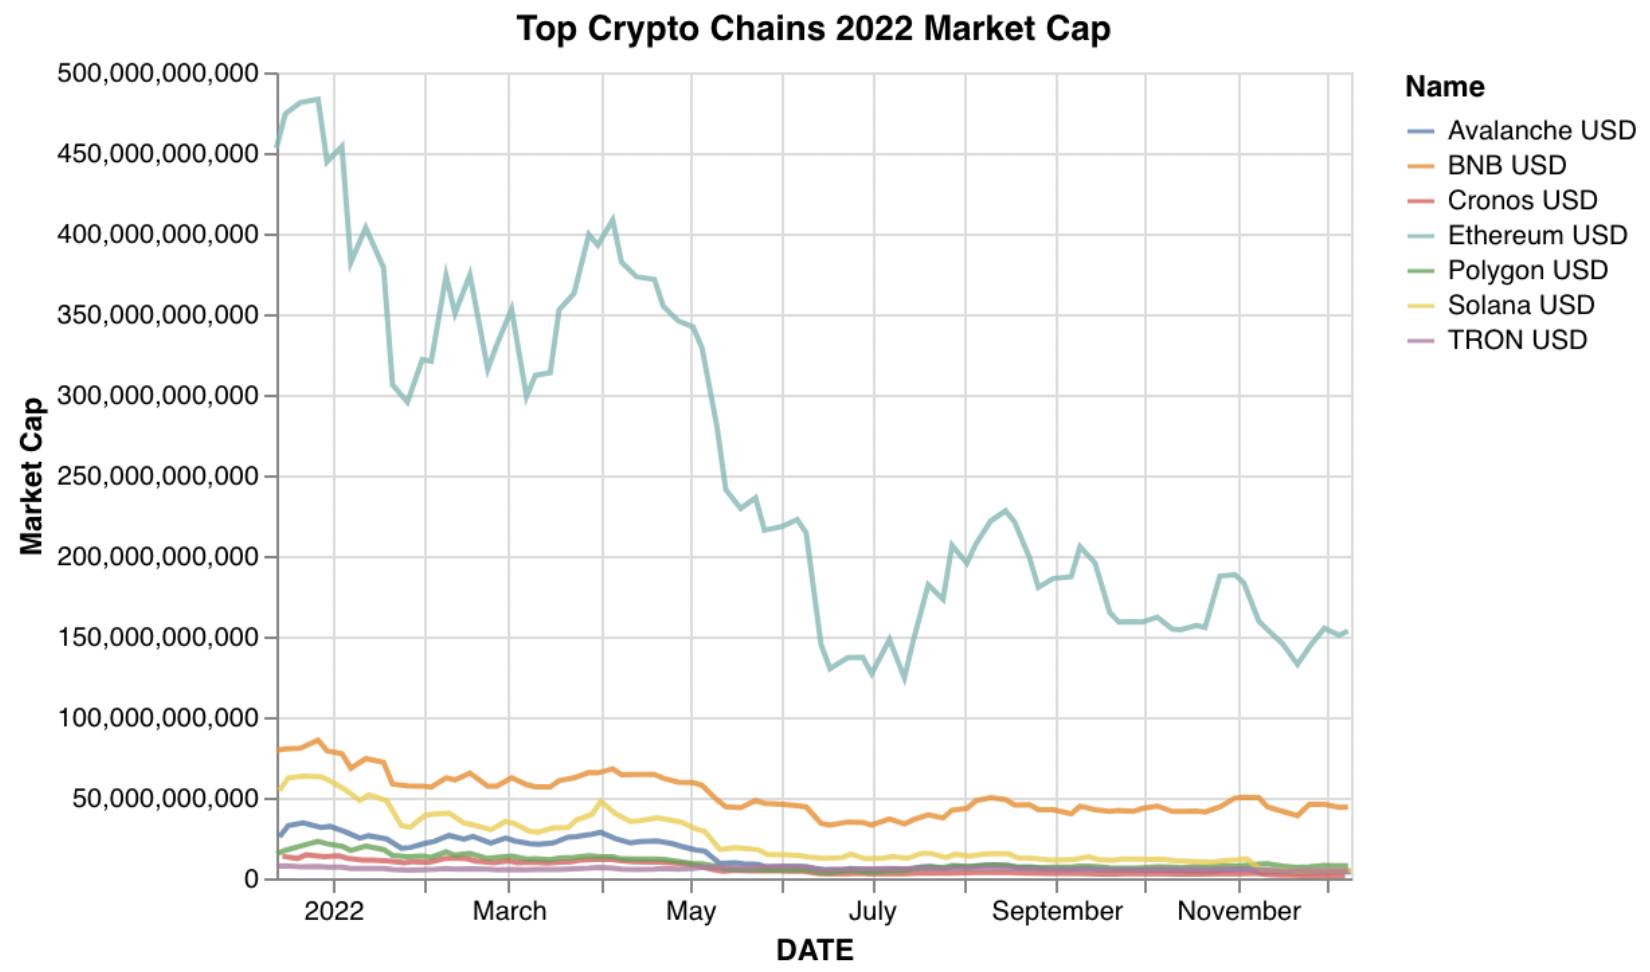 Top Crypto Chains 2022 Market Cap
500,000,000,000
450,000,000,000
400,000,000,000
350,000,000,000
300,000,000,000
250,000,000,000
200,000,000,000
150,000,000,000
100,000,000,000
50,000,000,000
0
Market Cap
2022 March May July September November
DATE
Name
Avalanche USD
BNB USD
Cronos USD
Ethereum USD
Polygon USD
Solana USD
TRON USD